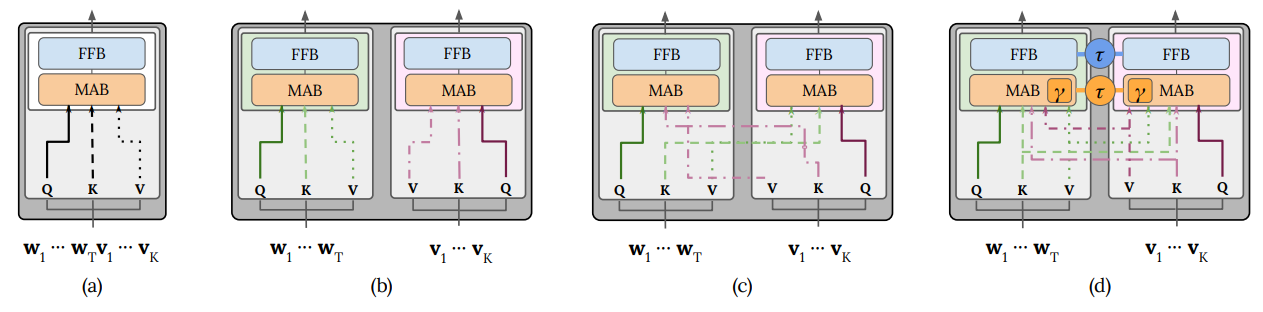 FFB FFB FFB FFB FFB FFB FFB
MAB MAB MAB MAB MAB MAB γ τ τ γ MAB
Q K V Q K V V K Q Q K V V K Q Q K V V K Q
w1 ··· wT v1 ··· vK w1 ··· wT v1 ··· vK w1 ··· wT v1 ··· vK w1 ··· wT v1 ··· vK
(a) (b) (c) (d)